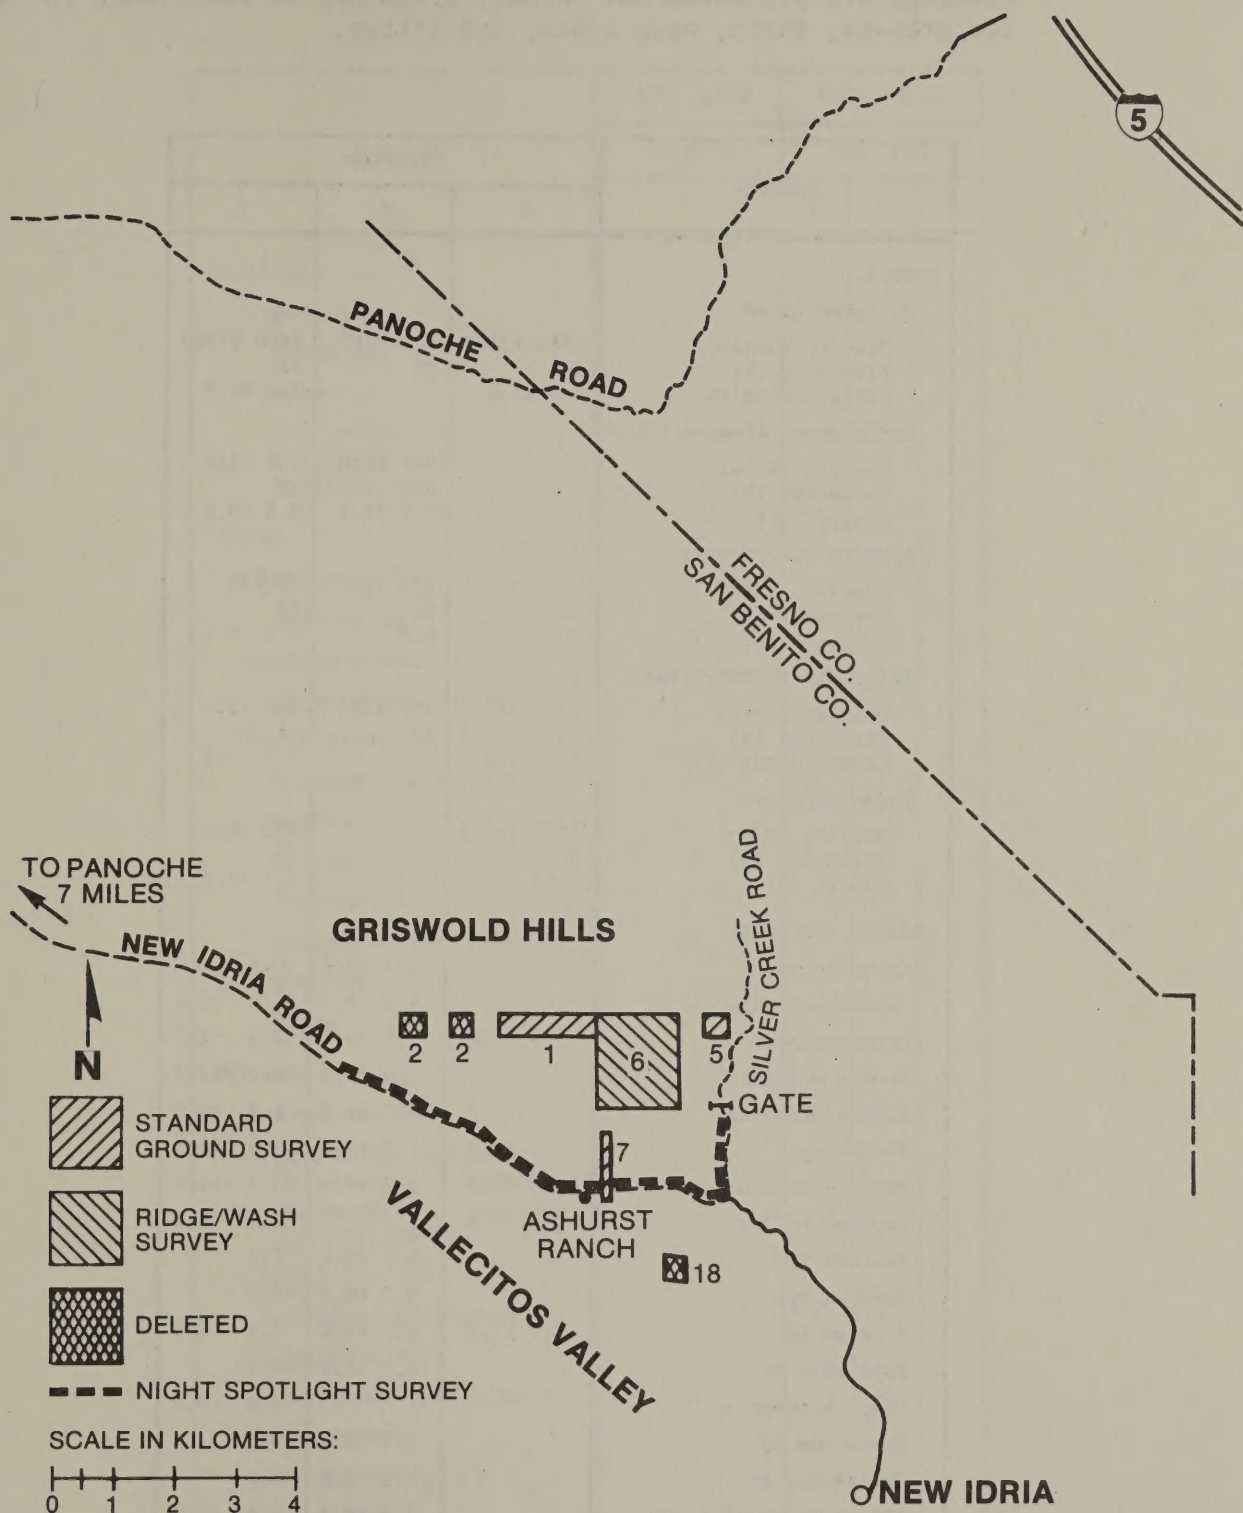 5
PANOCHE ROAD
FRESNO CO.
SAN BENITO CO.
TO PANOCHE
7 MILES
NEW IDRIA ROAD
GRISWOLD HILLS
SILVER CREEK ROAD
2
2
1
6
5
GATE
N
7
ASHURST
RANCH
18
VALLECITOS VALLEY
STANDARD
GROUND SURVEY
RIDGE/WASH
SURVEY
DELETED
NIGHT SPOTLIGHT SURVEY
SCALE IN KILOMETERS:
0 1 2 3 4
NEW IDRIA